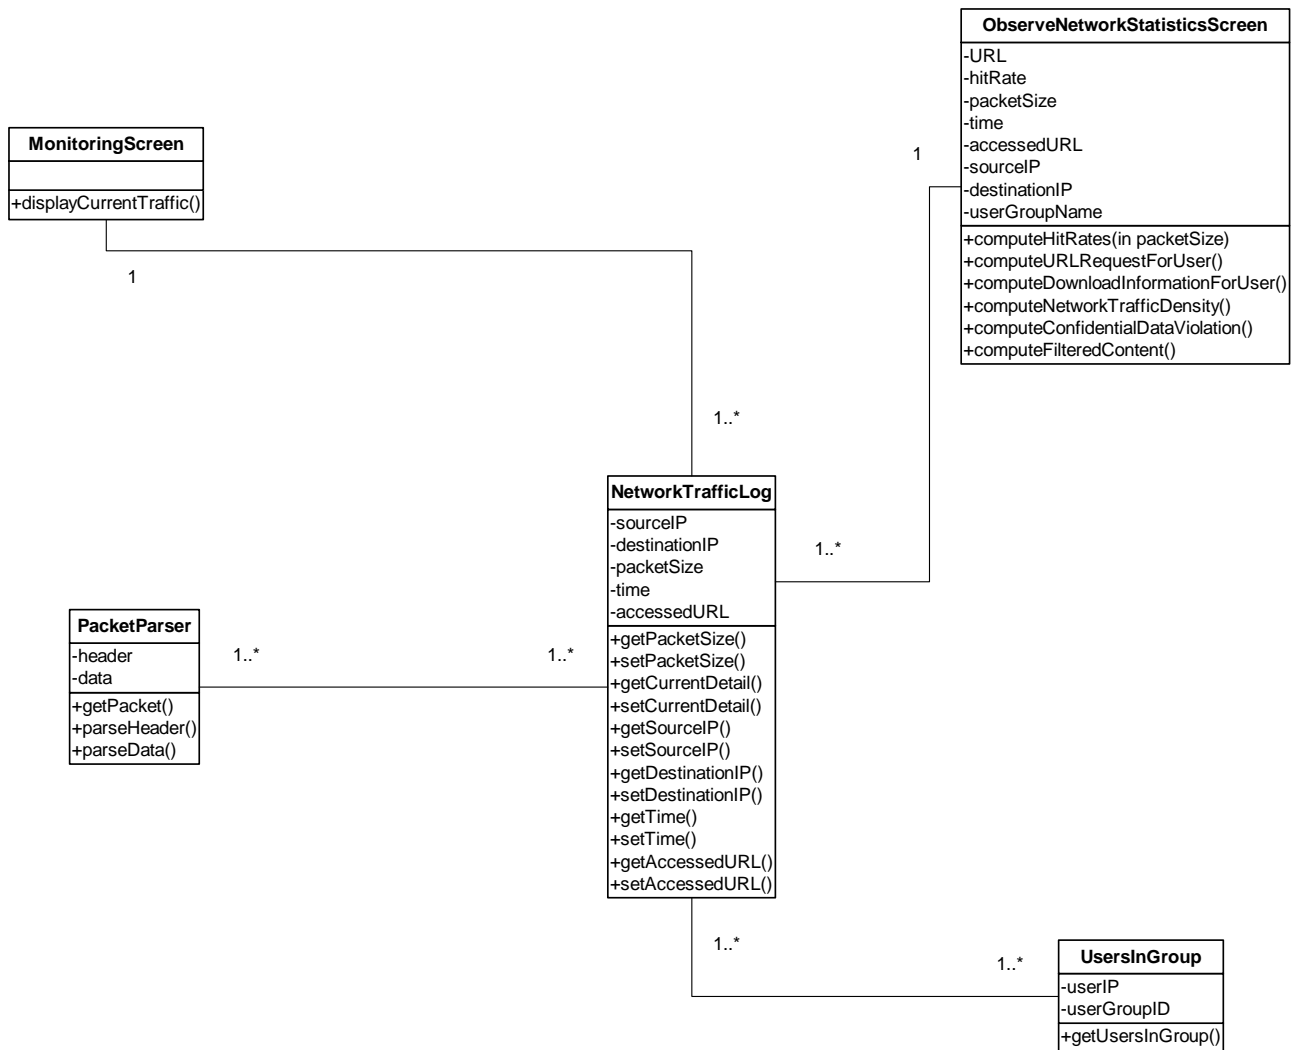 ObserveNetworkStatisticsScreen
-URL
-hitRate
-packetSize
-time
-accessedURL
-sourceIP
-destinationIP
-userGroupName
+computeHitRates(in packetSize)
+computeURLRequestForUser()
+computeDownloadInformationForUser()
+computeNetworkTrafficDensity()
+computeConfidentialDataViolation()
+computeFilteredContent()
1
MonitoringScreen
+displayCurrentTraffic()
1
1..*
NetworkTrafficLog
-sourceIP
-destinationIP
-packetSize
-time
-accessedURL
+getPacketSize()
+setPacketSize()
+getCurrentDetail()
+setCurrentDetail()
+getSourceIP()
+setSourceIP()
+getDestinationIP()
+setDestinationIP()
+getTime()
+setTime()
+getAccessedURL()
+setAccessedURL()
1..*
PacketParser
-header
-data
+getPacket()
+parseHeader()
+parseData()
1..*
1..*
1..*
1..*
UsersInGroup
-userIP
-userGroupID
+getUsersInGroup()